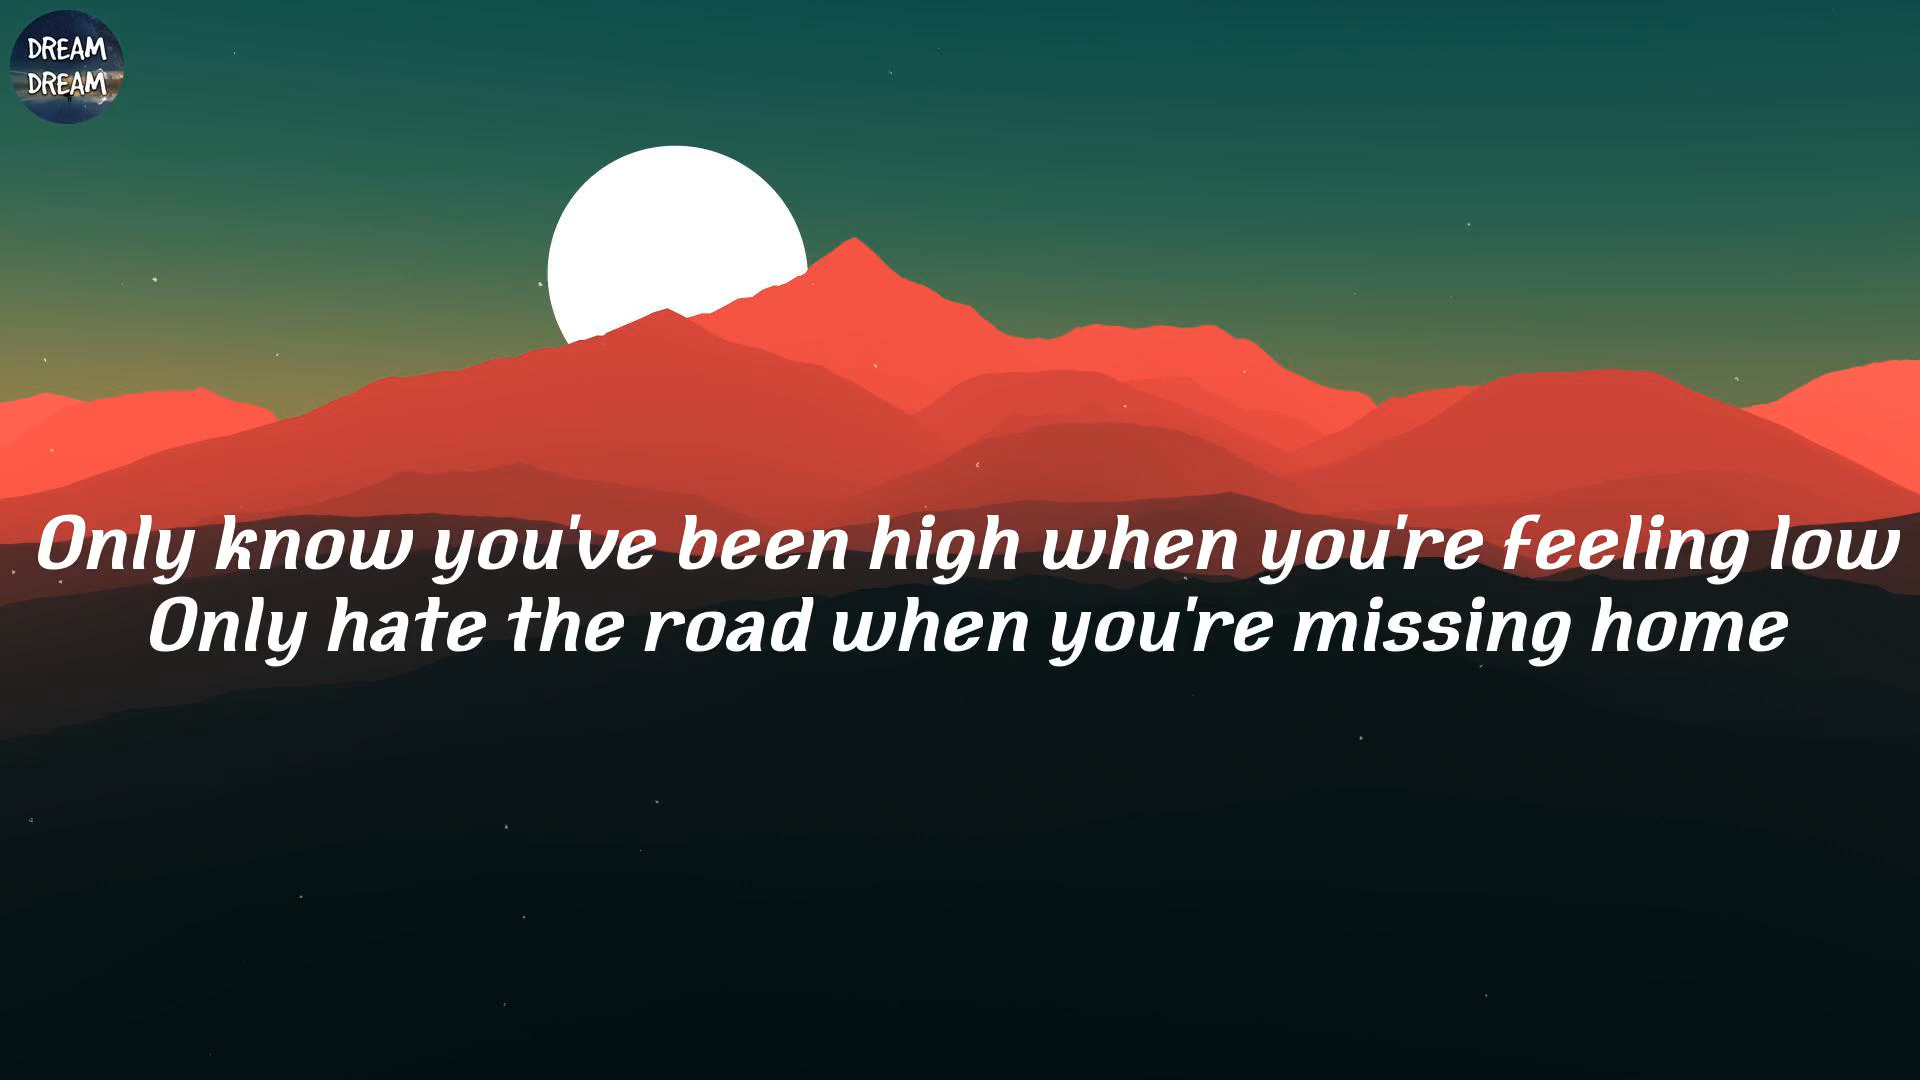 DREAM
DREAM
Only know you've been high when you're feeling low
Only hate the road when you're missing home